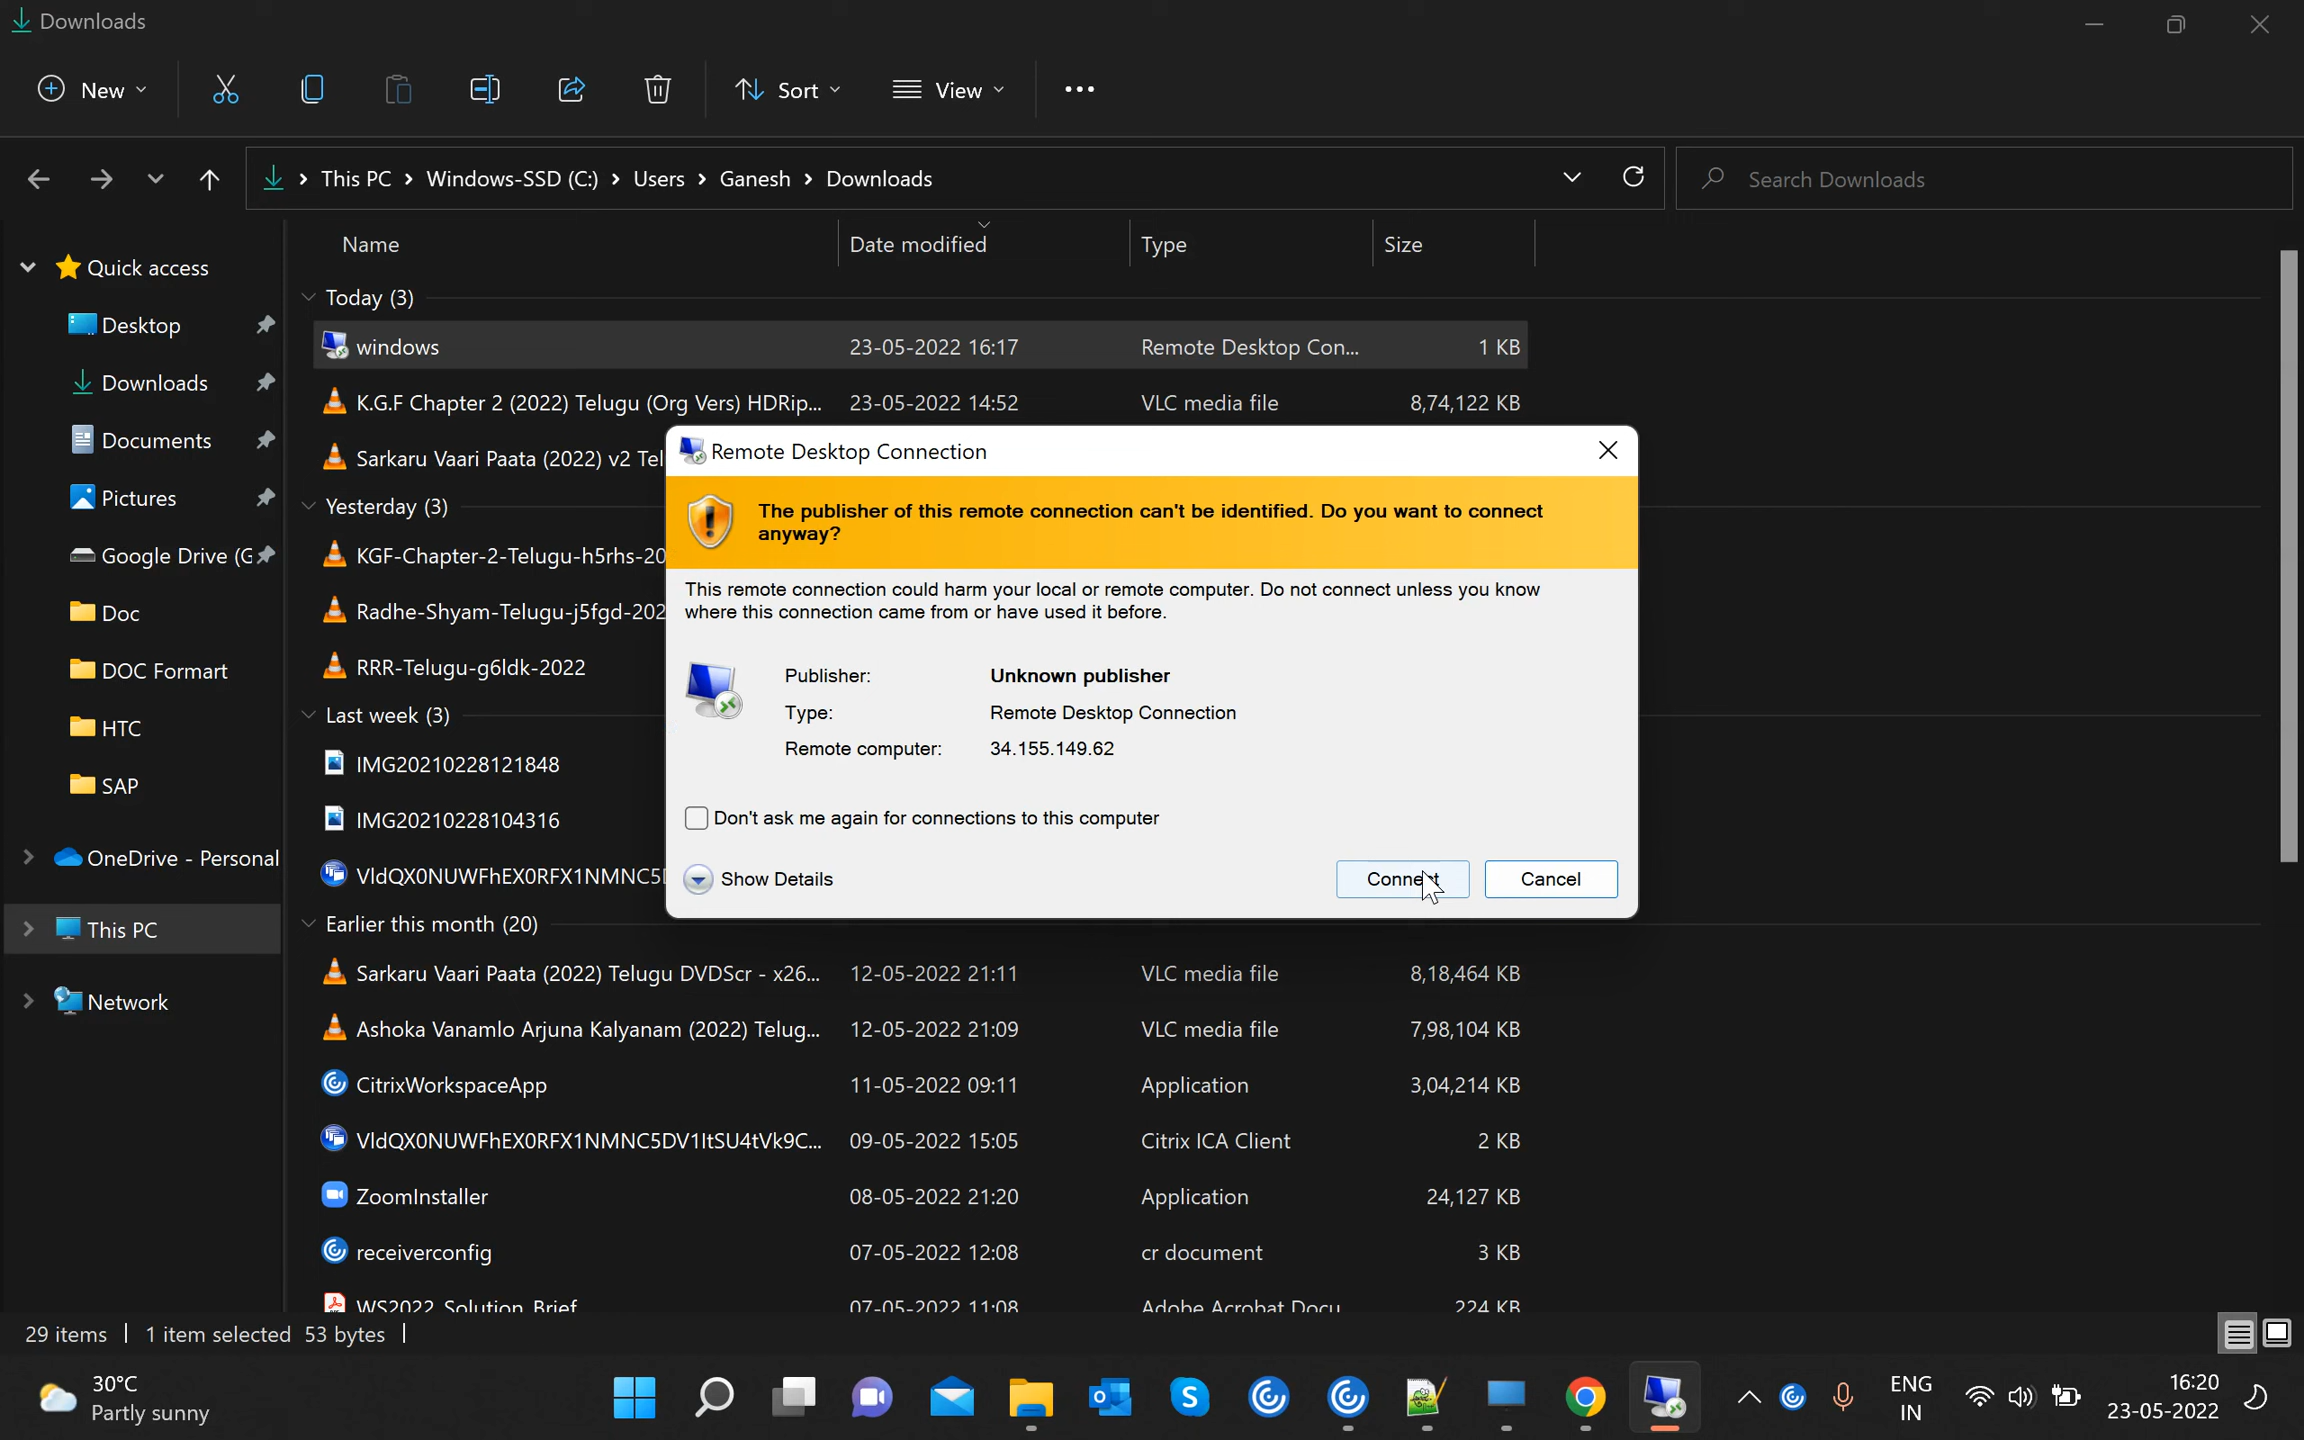 Downloads
New
Sort
View
This PC > Windows-SSD (C:) > Users > Ganesh > Downloads
Search Downloads
Name Date modified Type Size
Quick access
Desktop
Downloads
Documents
Pictures
Google Drive (G
Doc
DOC Formart
HTC
SAP
OneDrive - Personal
This PC
Network
Today (3)
windows 23-05-2022 16:17 Remote Desktop Con... 1 KB
K.G.F Chapter 2 (2022) Telugu (Org Vers) HDRip... 23-05-2022 14:52 VLC media file 8,74,122 KB
Sarkaru Vaari Paata (2022) v2 Tel
Yesterday (3)
KGF-Chapter-2-Telugu-h5rhs-20
Radhe-Shyam-Telugu-j5fgd-202
RRR-Telugu-g6ldk-2022
Last week (3)
IMG20210228121848
IMG20210228104316
Remote Desktop Connection
The publisher of this remote connection can't be identified. Do you want to connect
anyway?
This remote connection could harm your local or remote computer. Do not connect unless you know
where this connection came from or have used it before.
Publisher: Unknown publisher
Type: Remote Desktop Connection
Remote computer: 34.155.149.62
Don't ask me again for connections to this computer
Show Details
Connect Cancel
Earlier this month (20)
Sarkaru Vaari Paata (2022) Telugu DVDScr - x26... 12-05-2022 21:11 VLC media file 8,18,464 KB
Ashoka Vanamlo Arjuna Kalyanam (2022) Telug... 12-05-2022 21:09 VLC media file 7,98,104 KB
CitrixWorkspaceApp 11-05-2022 09:11 Application 3,04,214 KB
09-05-2022 15:05 Citrix ICA Client 2 KB
ZoomInstaller 08-05-2022 21:20 Application 24,127 KB
receiverconfig 07-05-2022 12:08 cr document 3 KB
WS2022 Solution Brief 07-05-2022 11:08 Adobe Acrobat Docu 224 KB
29 items 1 item selected 53 bytes
30°C
Partly sunny
ENG
IN
16:20
23-05-2022